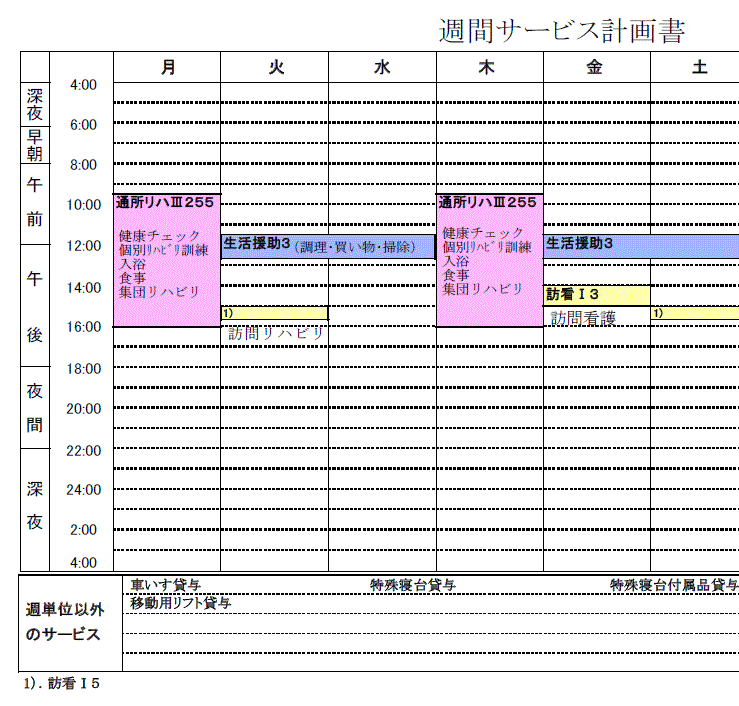 週間サービス計画書
月 火 水 木 金 土
4:00
深夜
6:00
早朝
8:00
午前
10:00
通所リハⅢ255 通所リハⅢ255
健康チェック 健康チェック
個別リハビリ訓練 個別リハビリ訓練
入浴 入浴
食事 食事
集団リハビリ 集団リハビリ
12:00
生活援助3(調理・買い物・掃除) 生活援助3
午後
14:00
訪看Ⅰ3
1) 訪問看護 1)
16:00
訪問リハビリ
18:00
夜間
20:00
22:00
深夜
24:00
2:00
4:00
週単位以外のサービス
車いす貸与 特殊寝台貸与 特殊寝台付属品貸与
移動用リフト貸与
1). 訪看Ⅰ5